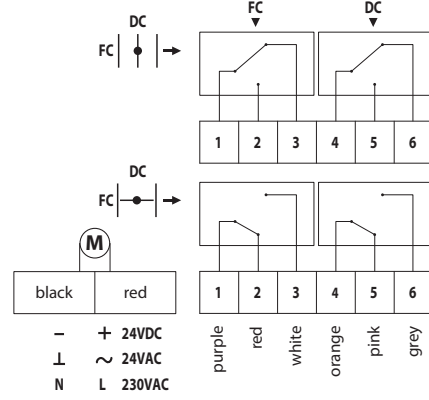 FC DC
DC
FC
1 2 3 4 5 6
DC
FC
M
black red
1 2 3 4 5 6
purple red white orange pink grey
– + 24VDC
⊥ ~ 24VAC
N L 230VAC